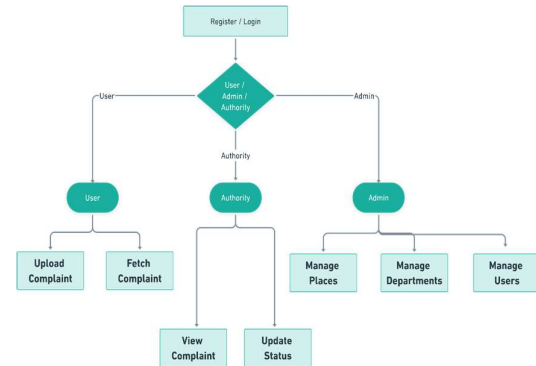 Register / Login
User /
Admin /
Authority
User
Admin
Authority
User
Authority
Admin
Upload
Complaint
Fetch
Complaint
Manage
Places
Manage
Departments
Manage
Users
View
Complaint
Update
Status